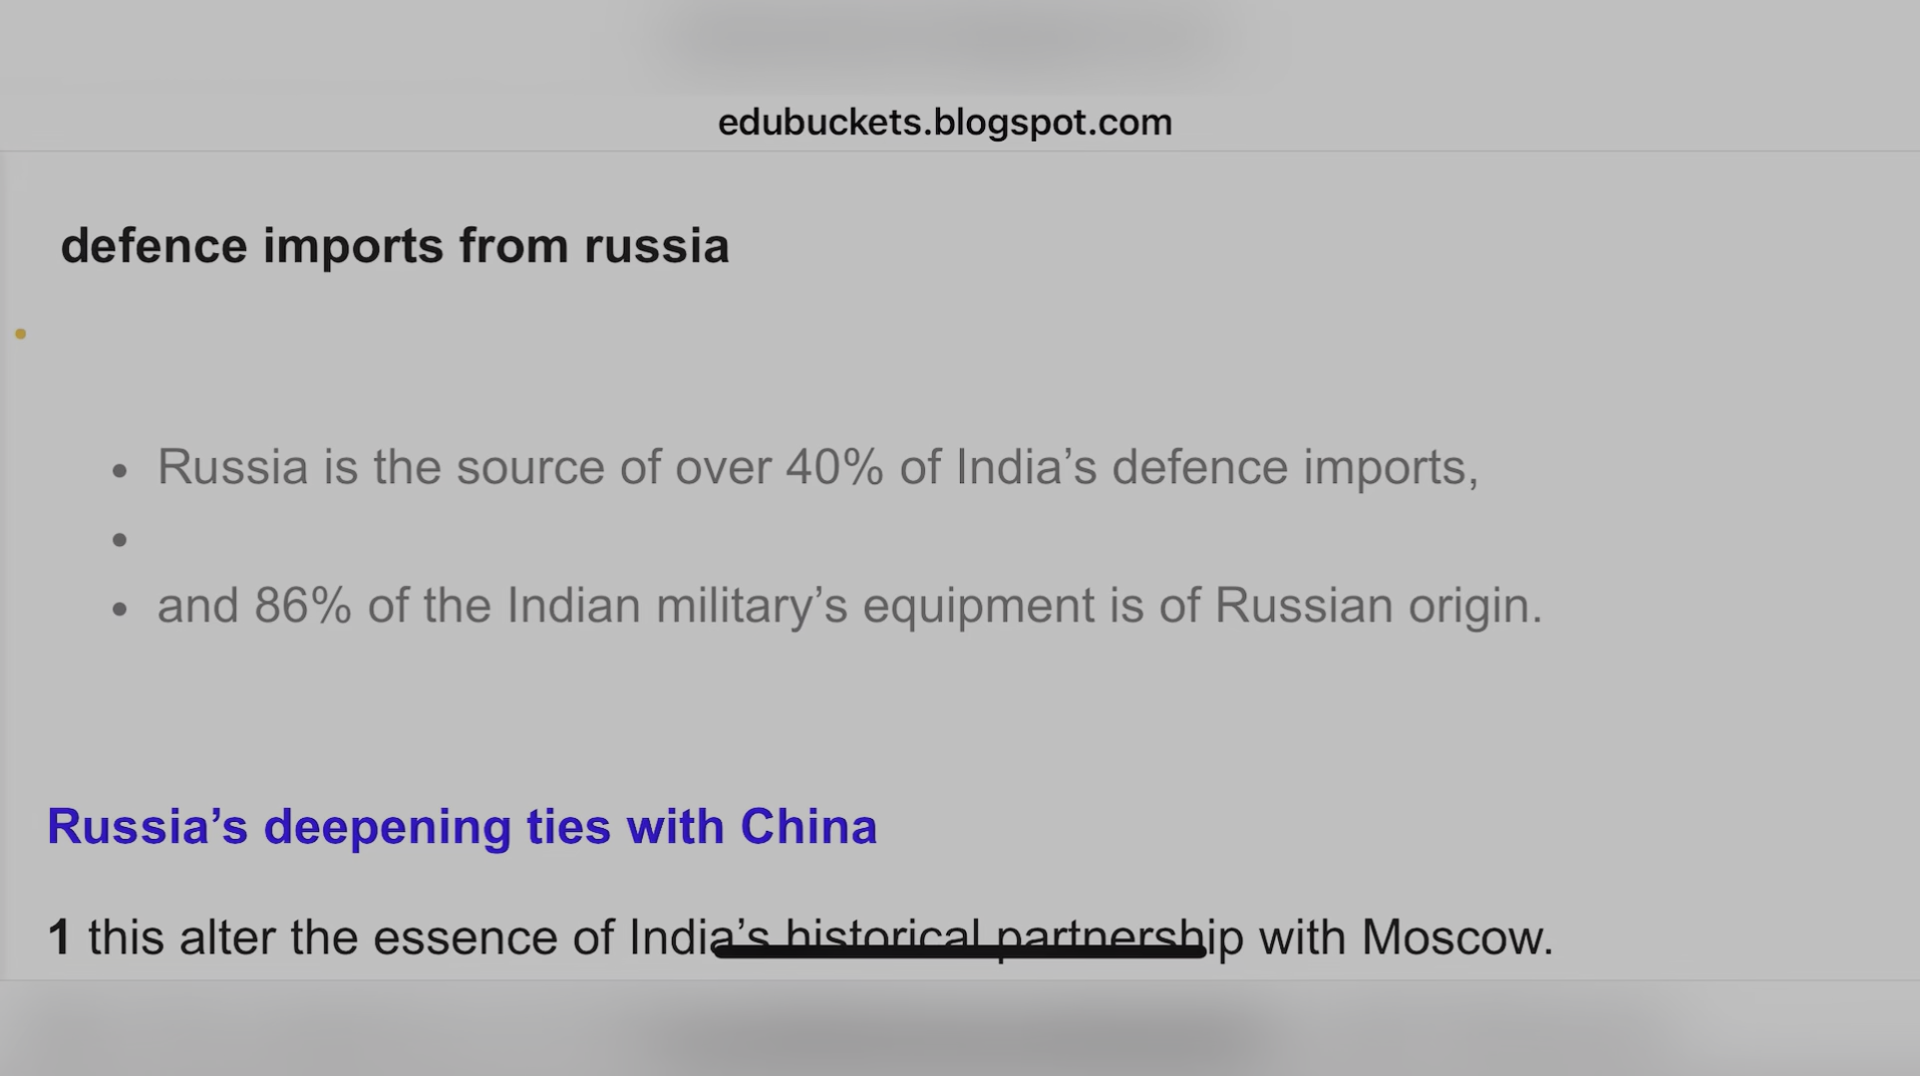 edubuckets.blogspot.com
defence imports from russia
• Russia is the source of over 40% of India’s defence imports,
•
• and 86% of the Indian military’s equipment is of Russian origin.
Russia’s deepening ties with China
1 this alter the essence of India’s historical partnership with Moscow.